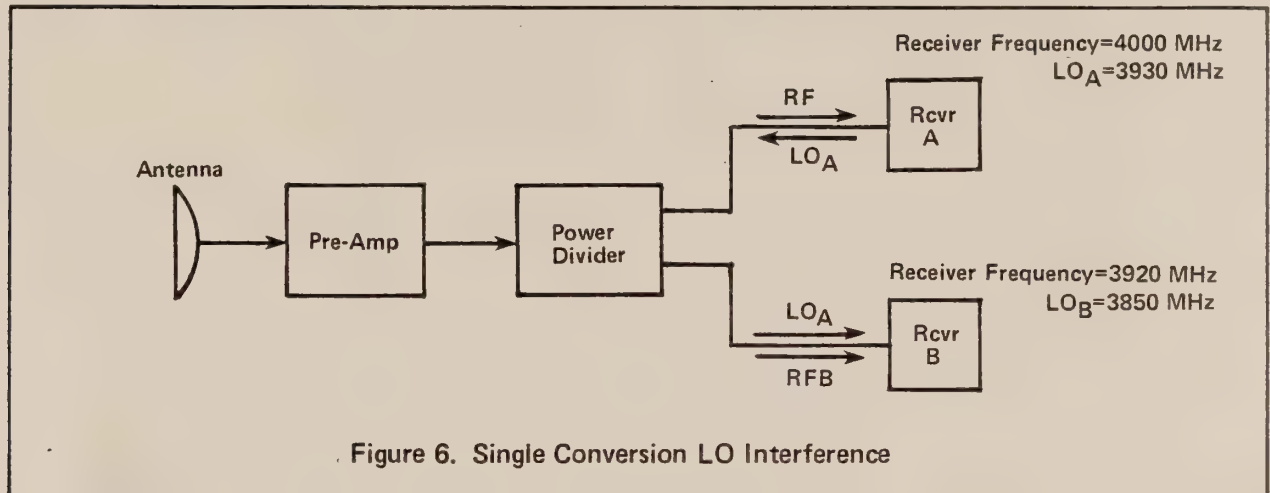 Receiver Frequency=4000 MHz
LOA=3930 MHz
RF
Rcvr
A
LOA
Antenna
Pre-Amp
Power
Divider
Receiver Frequency=3920 MHz
LOB=3850 MHz
LOA
Rcvr
B
RFB
Figure 6. Single Conversion LO Interference